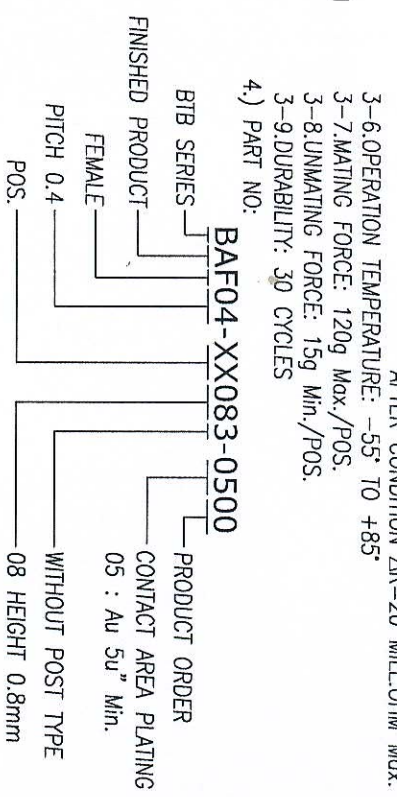 AFTER CONDITION ΔR=20 MILL.OHM Max.
3-6.OPERATION TEMPERATURE: -55° TO +85°
3-7.MATING FORCE: 120g Max./POS.
3-8.UNMATING FORCE: 15g Min./POS.
3-9.DURABILITY: 30 CYCLES
4.) PART NO:
BAF04-XX083-0500
BTB SERIES
FINISHED PRODUCT
FEMALE
PITCH 0.4
POS.
PRODUCT ORDER
CONTACT AREA PLATING
05 : Au 5u" Min.
WITHOUT POST TYPE
08 HEIGHT 0.8mm